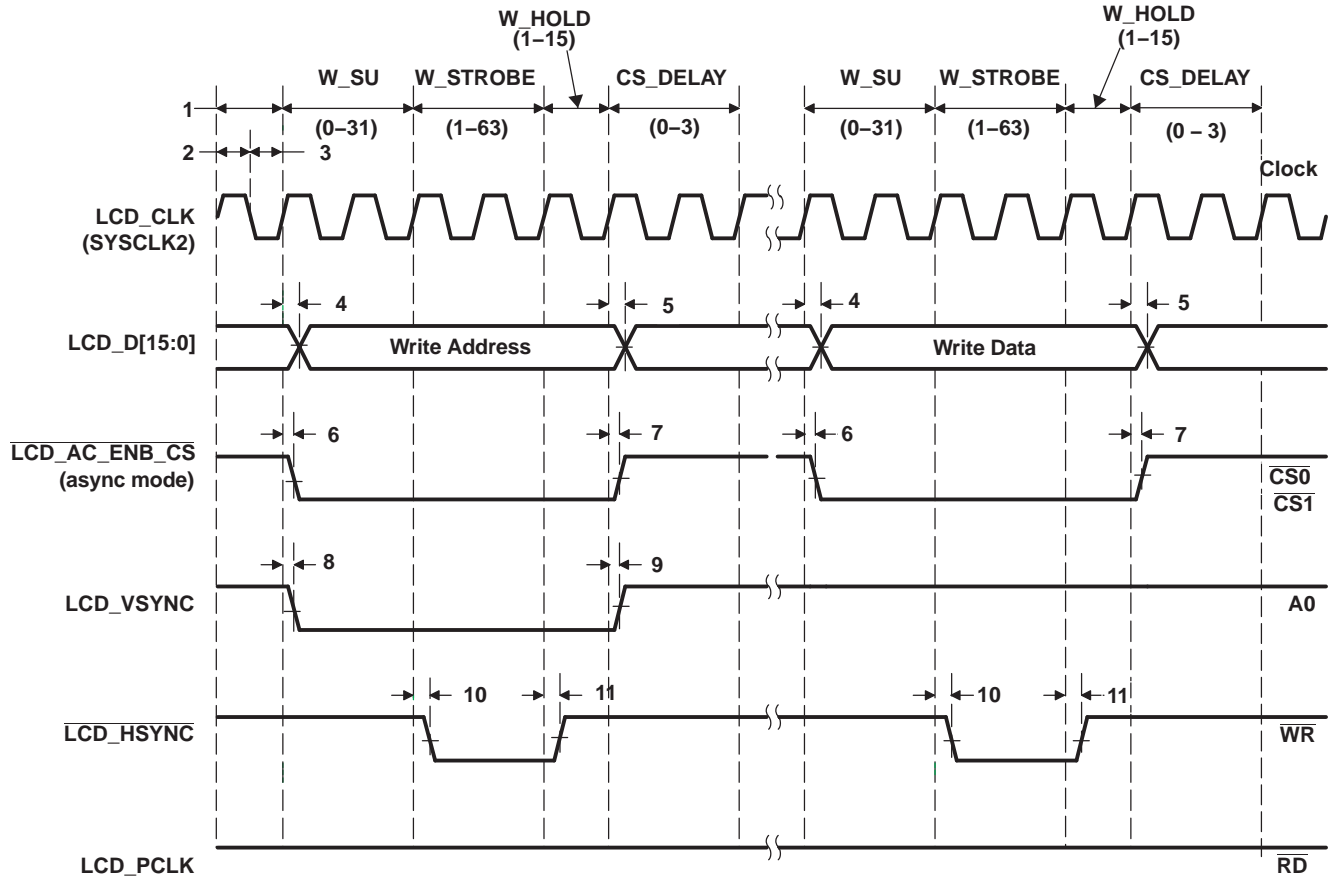 W_HOLD
(1–15)
W_HOLD
(1–15)
W_SU W_STROBE CS_DELAY W_SU W_STROBE CS_DELAY
1
(0–31) (1–63) (0–3) (0–31) (1–63) (0 – 3)
2 3
Clock
LCD_CLK
(SYSCLK2)
4 5 4 5
LCD_D[15:0] Write Address Write Data
6 7 6 7
LCD_AC_ENB_CS
(async mode)
CS0
CS1
8 9
LCD_VSYNC A0
10 11 10 11
LCD_HSYNC WR
LCD_PCLK RD